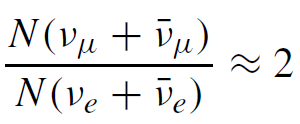 N(ν_μ + ν̄_μ)
N(ν_e + ν̄_e) ≈ 2